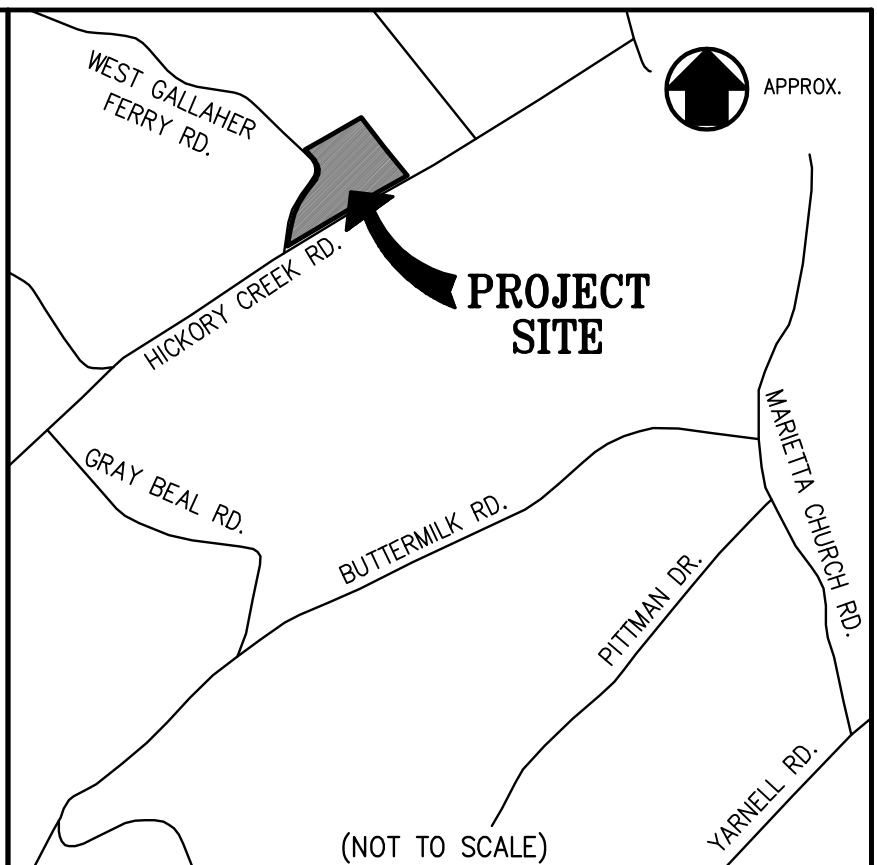 WEST GALLAHER
FERRY RD.
APPROX.
HICKORY CREEK RD.
PROJECT
SITE
MARIETTA CHURCH RD.
GRAY BEAL RD.
BUTTERMILK RD.
PITTMAN DR.
YARNELL RD.
(NOT TO SCALE)